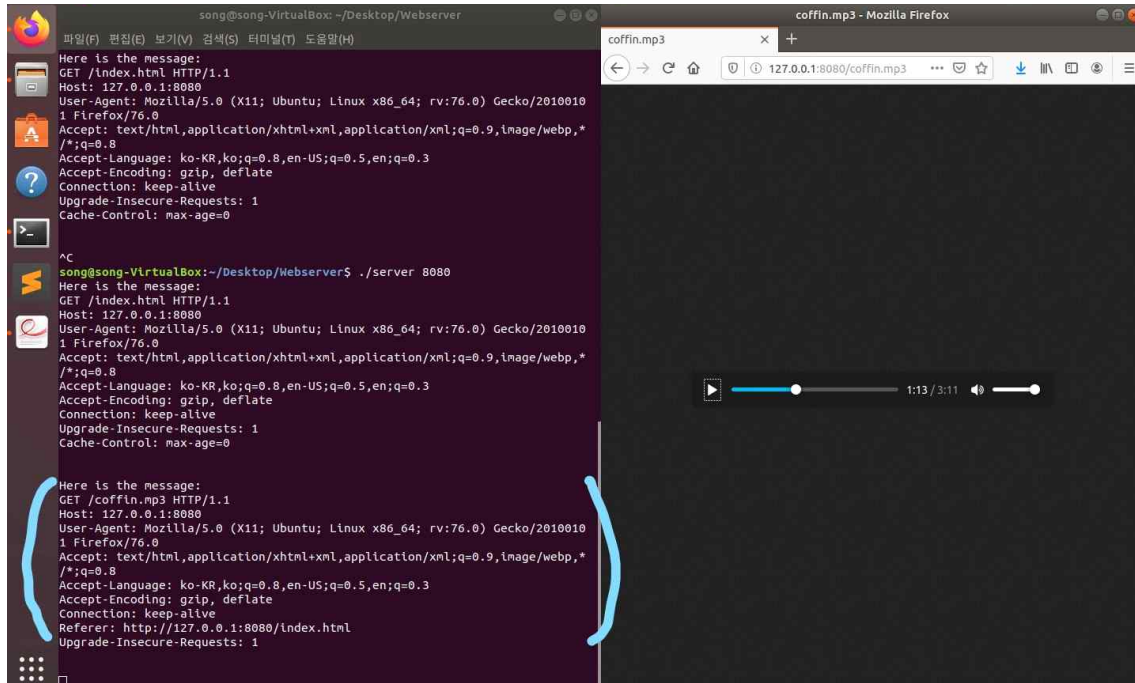 song@song-VirtualBox: ~/Desktop/Webserver
파일(F) 편집(E) 보기(V) 검색(S) 터미널(T) 도움말(H)
Here is the message:
GET /index.html HTTP/1.1
Host: 127.0.0.1:8080
User-Agent: Mozilla/5.0 (X11; Ubuntu; Linux x86_64; rv:76.0) Gecko/2010010
1 Firefox/76.0
Accept: text/html,application/xhtml+xml,application/xml;q=0.9,image/webp,*
/*;q=0.8
Accept-Language: ko-KR,ko;q=0.8,en-US;q=0.5,en;q=0.3
Accept-Encoding: gzip, deflate
Connection: keep-alive
Upgrade-Insecure-Requests: 1
Cache-Control: max-age=0
^C
song@song-VirtualBox:~/Desktop/Webserver$ ./server 8080
Here is the message:
GET /index.html HTTP/1.1
Host: 127.0.0.1:8080
User-Agent: Mozilla/5.0 (X11; Ubuntu; Linux x86_64; rv:76.0) Gecko/2010010
1 Firefox/76.0
Accept: text/html,application/xhtml+xml,application/xml;q=0.9,image/webp,*
/*;q=0.8
Accept-Language: ko-KR,ko;q=0.8,en-US;q=0.5,en;q=0.3
Accept-Encoding: gzip, deflate
Connection: keep-alive
Upgrade-Insecure-Requests: 1
Cache-Control: max-age=0
Here is the message:
GET /coffin.mp3 HTTP/1.1
Host: 127.0.0.1:8080
User-Agent: Mozilla/5.0 (X11; Ubuntu; Linux x86_64; rv:76.0) Gecko/2010010
1 Firefox/76.0
Accept: text/html,application/xhtml+xml,application/xml;q=0.9,image/webp,*
/*;q=0.8
Accept-Language: ko-KR,ko;q=0.8,en-US;q=0.5,en;q=0.3
Accept-Encoding: gzip, deflate
Connection: keep-alive
Referer: http://127.0.0.1:8080/index.html
Upgrade-Insecure-Requests: 1
coffin.mp3 - Mozilla Firefox
coffin.mp3
127.0.0.1:8080/coffin.mp3
1:13 / 3:11